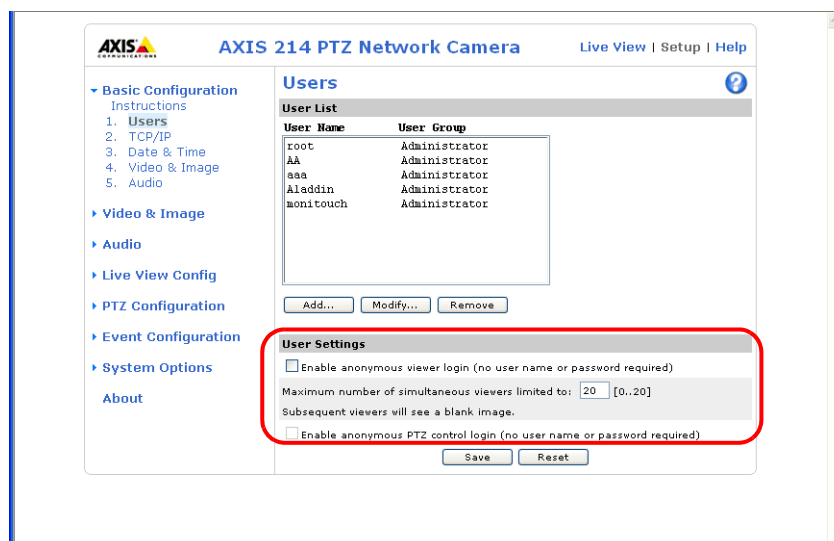 AXIS
COMMUNICATIONS
AXIS 214 PTZ Network Camera
Live View | Setup | Help
Basic Configuration
Instructions
1. Users
2. TCP/IP
3. Date & Time
4. Video & Image
5. Audio
Video & Image
Audio
Live View Config
PTZ Configuration
Event Configuration
System Options
About
Users
?
User List
User Name User Group
root Administrator
AA Administrator
aaa Administrator
Aladdin Administrator
monitouch Administrator
Add... Modify... Remove
User Settings
Enable anonymous viewer login (no user name or password required)
Maximum number of simultaneous viewers limited to: 20 [0..20]
Subsequent viewers will see a blank image.
Enable anonymous PTZ control login (no user name or password required)
Save Reset